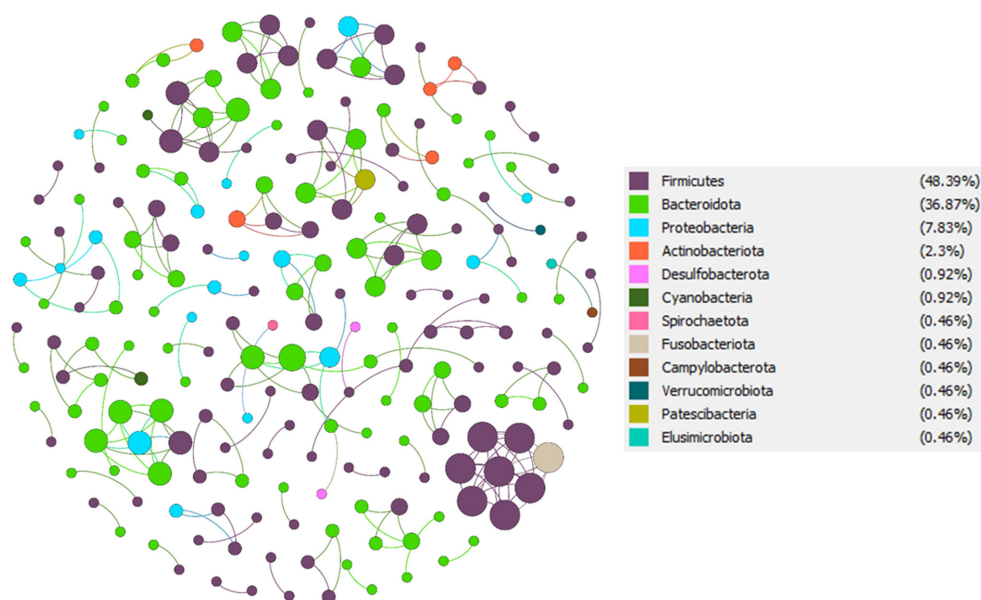 Firmicutes (48.39%)
Bacteroidota (36.87%)
Proteobacteria (7.83%)
Actinobacteriota (2.3%)
Desulfobacterota (0.92%)
Cyanobacteria (0.92%)
Spirochaetota (0.46%)
Fusobacteriota (0.46%)
Campylobacterota (0.46%)
Verrucomicrobiota (0.46%)
Patescibacteria (0.46%)
Elusimicrobiota (0.46%)